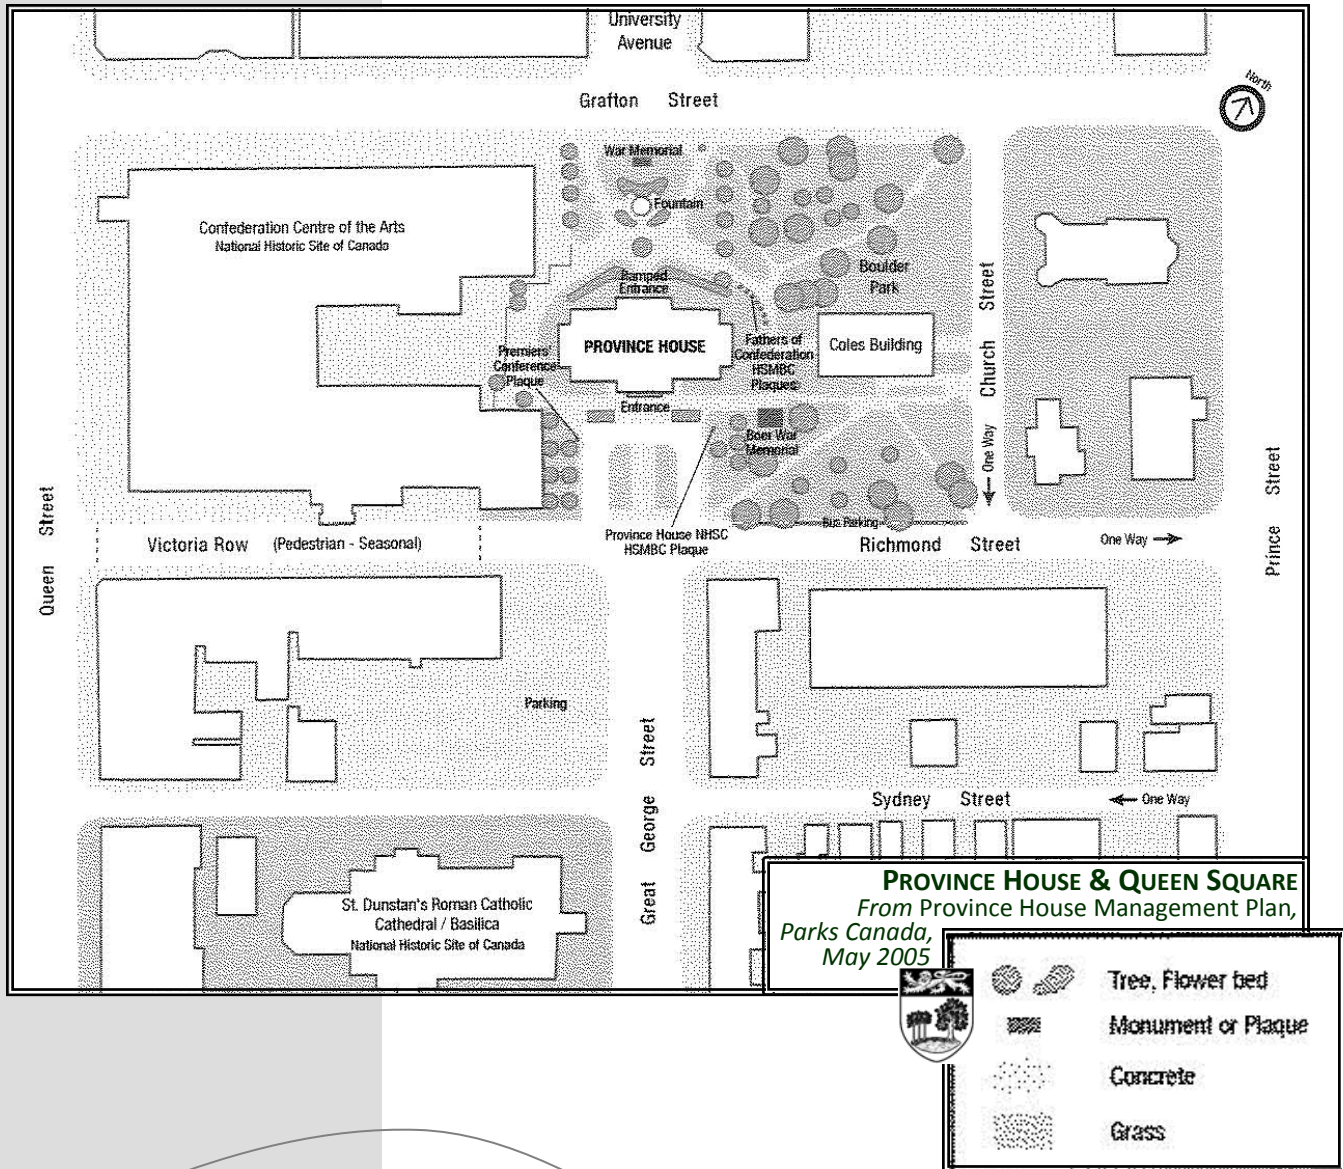 University
Avenue
Grafton Street
North
War Memorial
Fountain
Confederation Centre of the Arts
National Historic Site of Canada
Ramped
Entrance
Boulder
Park
PROVINCE HOUSE
Premiers'
Conference
Plaque
Fathers of
Confederation
HSMBC
Plaques
Coles Building
Church Street
Entrance
Boer War
Memorial
One Way
Queen Street
Prince Street
Bus Parking
Province House NHSC
HSMBC Plaque
Victoria Row (Pedestrian - Seasonal)
Richmond Street
One Way
Parking
Great George Street
Sydney Street
One Way
St. Dunstan's Roman Catholic
Cathedral / Basilica
National Historic Site of Canada
PROVINCE HOUSE & QUEEN SQUARE
From Province House Management Plan,
Parks Canada,
May 2005
Tree, Flower bed
Monument or Plaque
Concrete
Grass